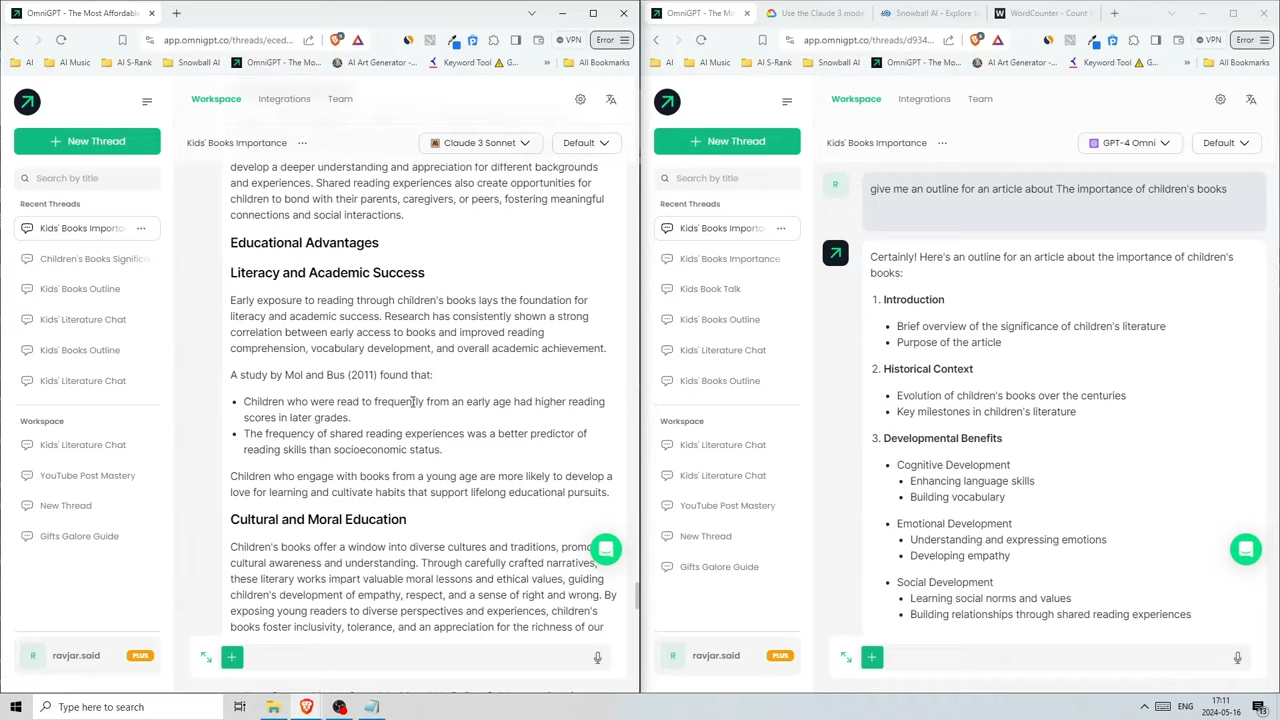 OmniGPT - The Most Affordable
app.omnigpt.co/threads/eced...
VPN
Error
AI
AI Music
AI S-Rank
Snowball AI
OmniGPT - The Mo...
AI Art Generator -...
Keyword Tool ⚠ G...
»
All Bookmarks
Workspace
Integrations
Team
+ New Thread
Kids' Books Importance ...
Claude 3 Sonnet
Default
Search by title
Recent Threads
Kids' Books Importa ...
Children's Books Signific
Kids' Books Outline
Kids' Literature Chat
Kids' Books Outline
Kids' Literature Chat
Workspace
Kids' Literature Chat
YouTube Post Mastery
New Thread
Gifts Galore Guide
R ravjar.said PLUS
develop a deeper understanding and appreciation for different backgrounds
and experiences. Shared reading experiences also create opportunities for
children to bond with their parents, caregivers, or peers, fostering meaningful
connections and social interactions.
Educational Advantages
Literacy and Academic Success
Early exposure to reading through children's books lays the foundation for
literacy and academic success. Research has consistently shown a strong
correlation between early access to books and improved reading
comprehension, vocabulary development, and overall academic achievement.
A study by Mol and Bus (2011) found that:
• Children who were read to frequently from an early age had higher reading
scores in later grades.
• The frequency of shared reading experiences was a better predictor of
reading skills than socioeconomic status.
Children who engage with books from a young age are more likely to develop a
love for learning and cultivate habits that support lifelong educational pursuits.
Cultural and Moral Education
Children's books offer a window into diverse cultures and traditions, promo
cultural awareness and understanding. Through carefully crafted narratives,
these literary works impart valuable moral lessons and ethical values, guiding
children's development of empathy, respect, and a sense of right and wrong. By
exposing young readers to diverse perspectives and experiences, children's
books foster inclusivity, tolerance, and an appreciation for the richness of our
OmniGPT - The Mo
Use the Claude 3 mode
Snowball AI - Explore t
WordCounter - Count
app.omnigpt.co/threads/d934...
VPN
Error
AI
AI Music
AI S-Rank
Snowball AI
OmniGPT - The Mo...
AI Art Generator -...
Keyword Tool ⚠ G...
»
All Bookmarks
Workspace
Integrations
Team
+ New Thread
Kids' Books Importance ...
GPT-4 Omni
Default
Search by title
Recent Threads
Kids' Books Importa ...
Kids' Books Importance
Kids Book Talk
Kids' Books Outline
Kids' Literature Chat
Kids' Books Outline
Workspace
Kids' Literature Chat
Kids' Literature Chat
YouTube Post Mastery
New Thread
Gifts Galore Guide
R ravjar.said PLUS
R
give me an outline for an article about The importance of children's books
Certainly! Here's an outline for an article about the importance of children's
books:
1. Introduction
• Brief overview of the significance of children's literature
• Purpose of the article
2. Historical Context
• Evolution of children's books over the centuries
• Key milestones in children's literature
3. Developmental Benefits
• Cognitive Development
• Enhancing language skills
• Building vocabulary
• Emotional Development
• Understanding and expressing emotions
• Developing empathy
• Social Development
• Learning social norms and values
• Building relationships through shared reading experiences
Type here to search
ENG
17:11
2024-05-16